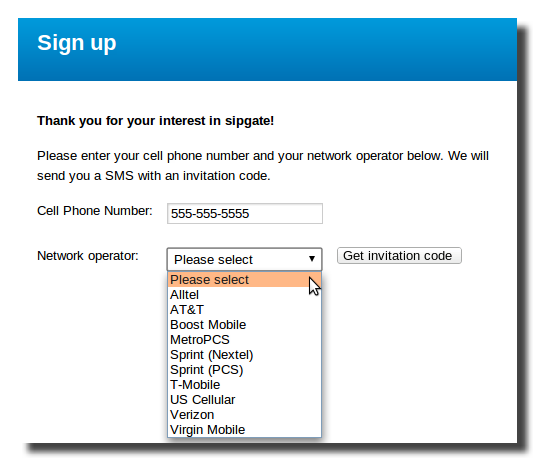 Sign up
Thank you for your interest in sipgate!
Please enter your cell phone number and your network operator below. We will
send you a SMS with an invitation code.
Cell Phone Number: 555-555-5555
Network operator: Please select Get invitation code
Please select
Alltel
AT&T
Boost Mobile
MetroPCS
Sprint (Nextel)
Sprint (PCS)
T-Mobile
US Cellular
Verizon
Virgin Mobile